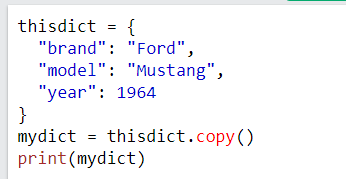 thisdict = {
  "brand": "Ford",
  "model": "Mustang",
  "year": 1964
}
mydict = thisdict.copy()
print(mydict)